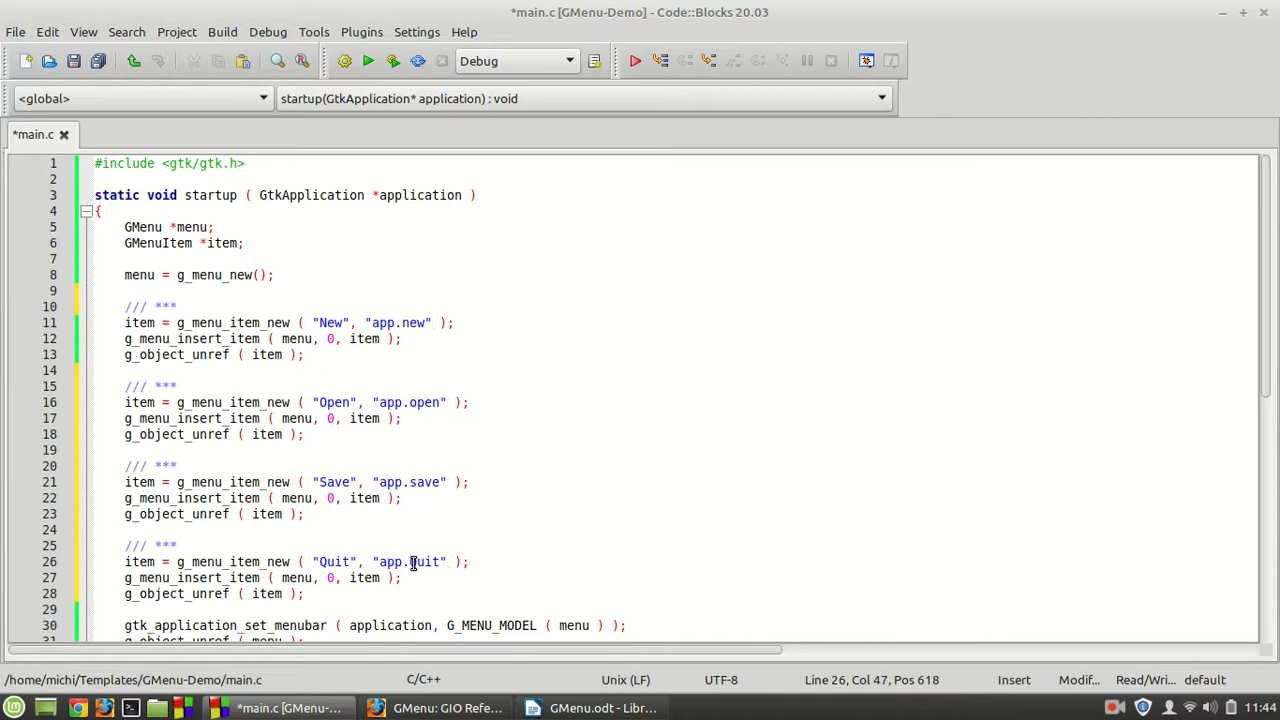 *main.c [GMenu-Demo] - Code::Blocks 20.03
File Edit View Search Project Build Debug Tools Plugins Settings Help
Debug
<global> startup(GtkApplication* application) : void
*main.c
1 #include <gtk/gtk.h>
2
3 static void startup ( GtkApplication *application )
4 {
5 GMenu *menu;
6 GMenuItem *item;
7
8 menu = g_menu_new();
9
10 /// ***
11 item = g_menu_item_new ( "New", "app.new" );
12 g_menu_insert_item ( menu, 0, item );
13 g_object_unref ( item );
14
15 /// ***
16 item = g_menu_item_new ( "Open", "app.open" );
17 g_menu_insert_item ( menu, 0, item );
18 g_object_unref ( item );
19
20 /// ***
21 item = g_menu_item_new ( "Save", "app.save" );
22 g_menu_insert_item ( menu, 0, item );
23 g_object_unref ( item );
24
25 /// ***
26 item = g_menu_item_new ( "Quit", "app.quit" );
27 g_menu_insert_item ( menu, 0, item );
28 g_object_unref ( item );
29
30 gtk_application_set_menubar ( application, G_MENU_MODEL ( menu ) );
31 g_object_unref ( menu );
/home/michi/Templates/GMenu-Demo/main.c C/C++ Unix (LF) UTF-8 Line 26, Col 47, Pos 618 Insert Modif... Read/Wri... default
*main.c [GMenu-... GMenu: GIO Refe... GMenu.odt - Libr... 11:44